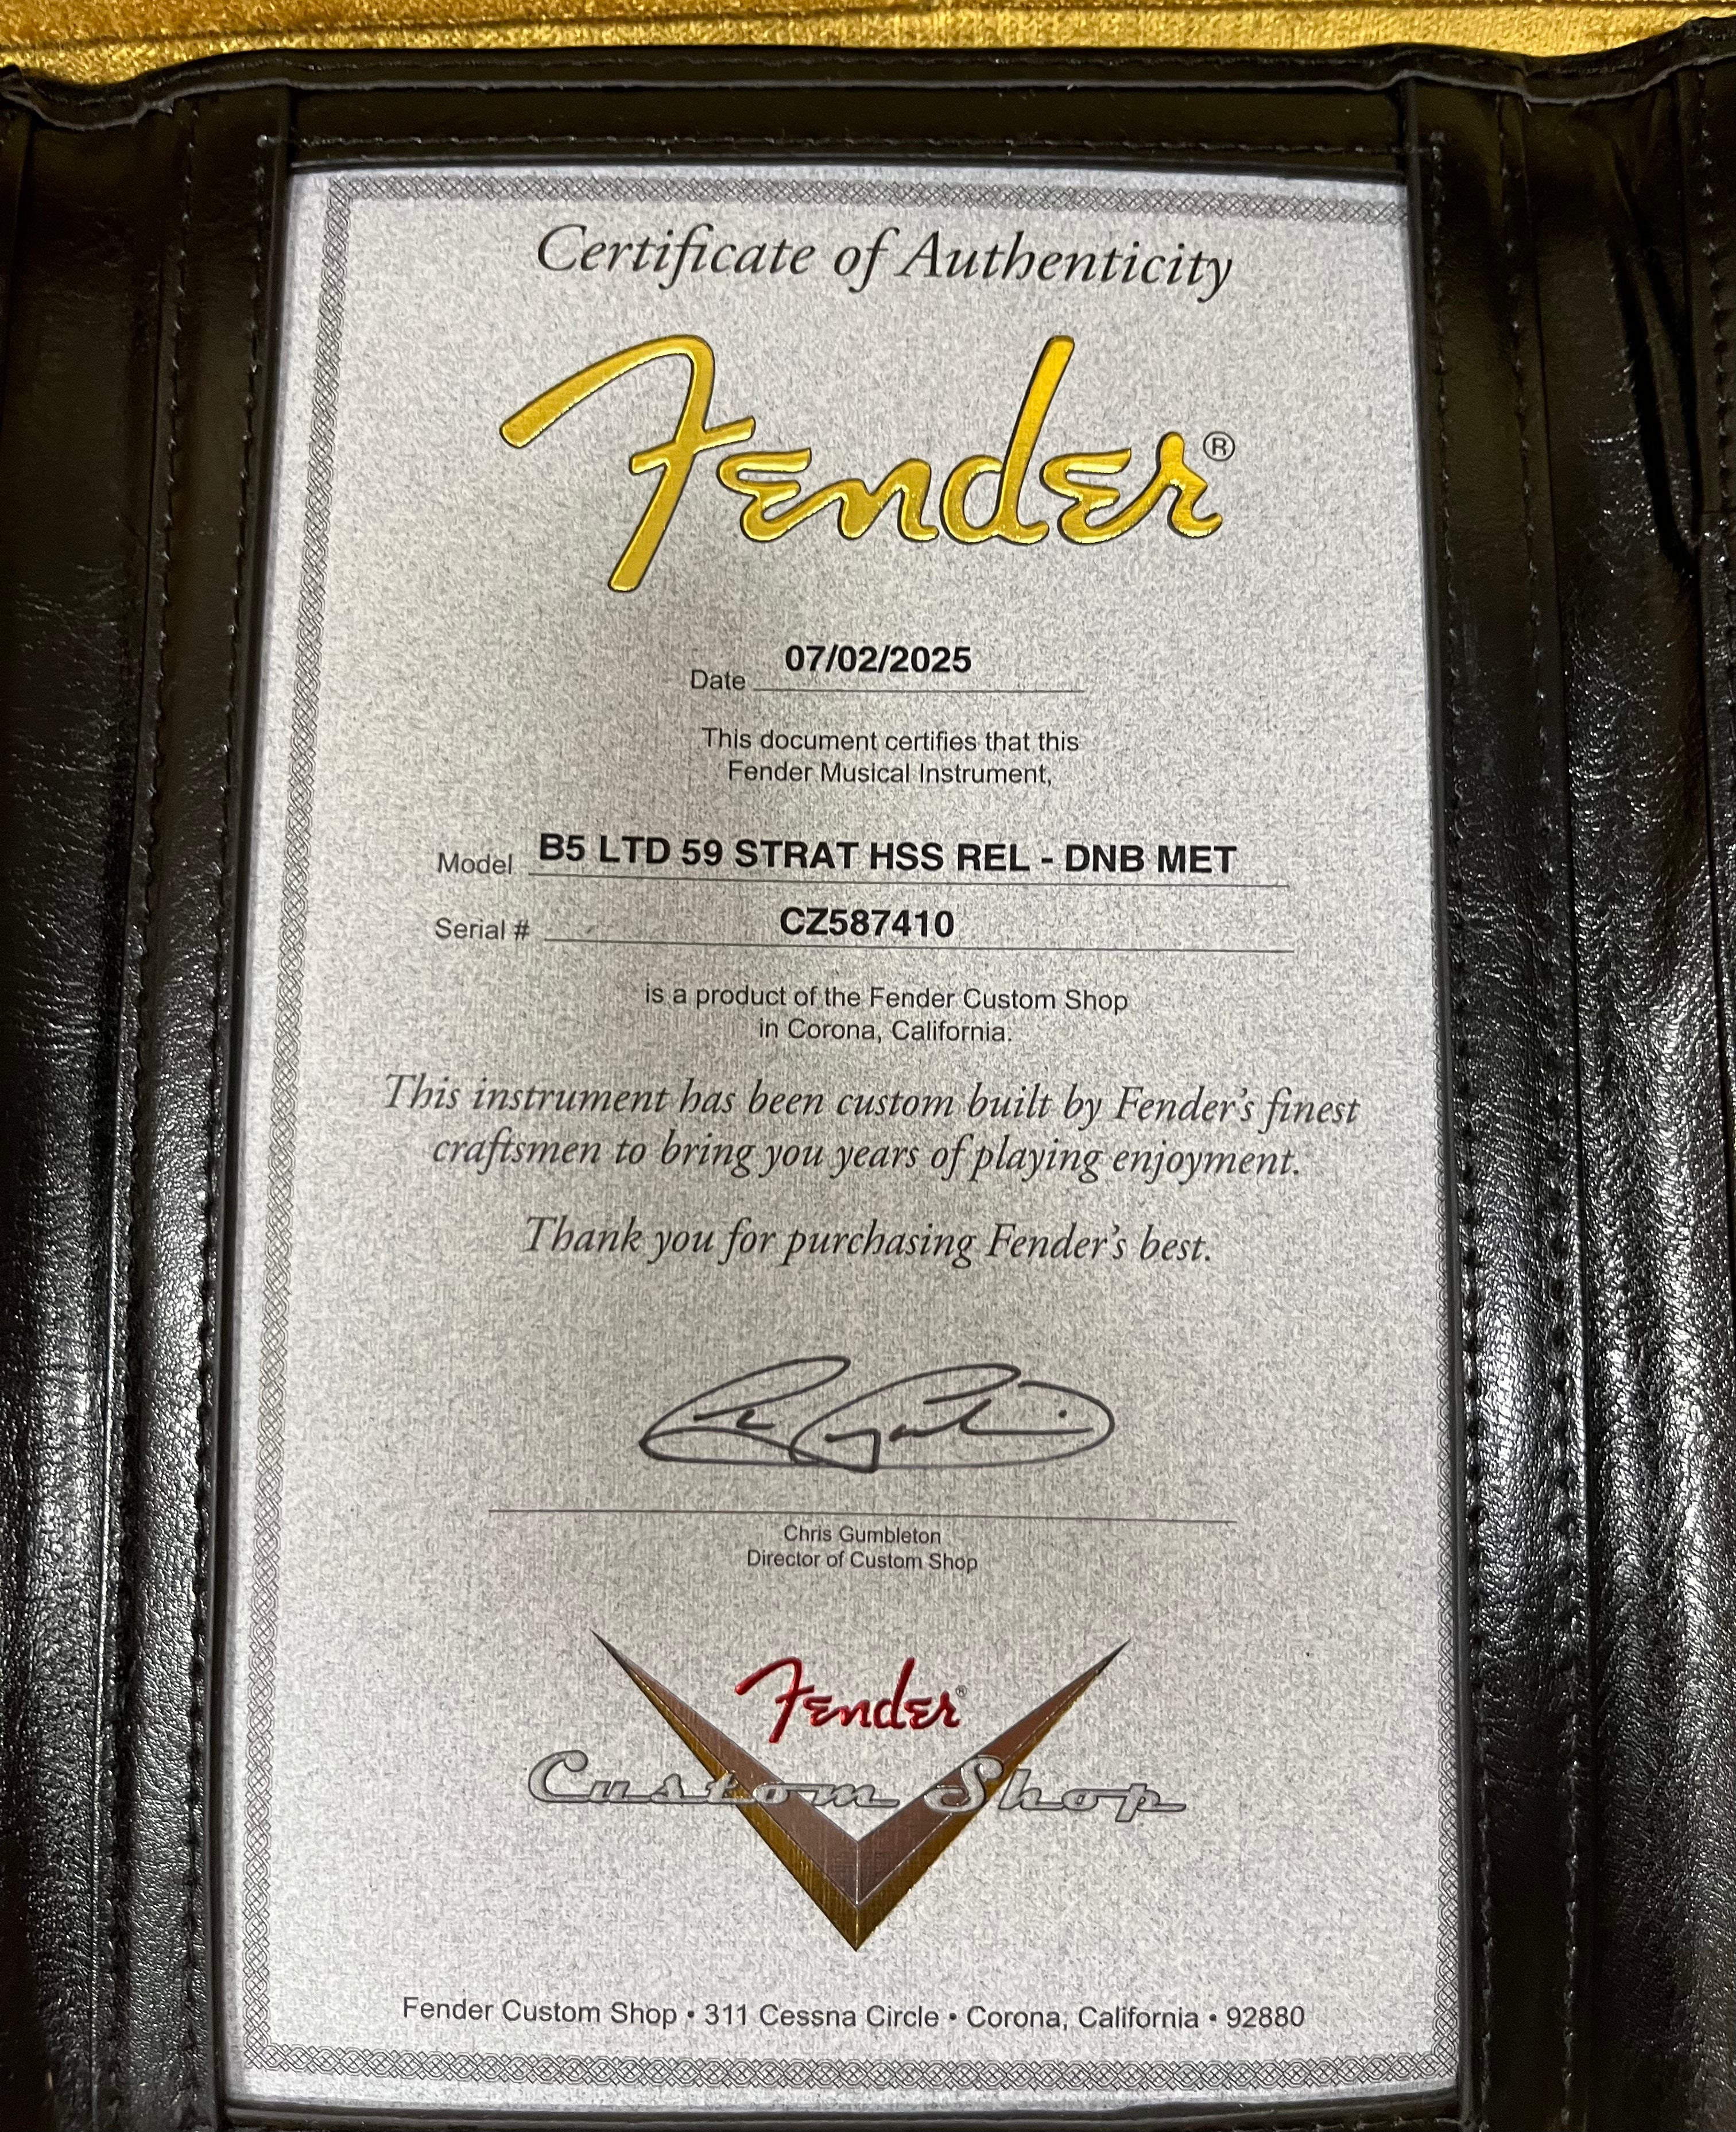 Certificate of Authenticity
Fender®
Date 07/02/2025
This document certifies that this
Fender Musical Instrument,
Model B5 LTD 59 STRAT HSS REL - DNB MET
Serial # CZ587410
is a product of the Fender Custom Shop
in Corona, California.
This instrument has been custom built by Fender's finest
craftsmen to bring you years of playing enjoyment.
Thank you for purchasing Fender's best.
Chris Gumbleton
Director of Custom Shop
Fender®
Custom Shop
Fender Custom Shop • 311 Cessna Circle • Corona, California • 92880